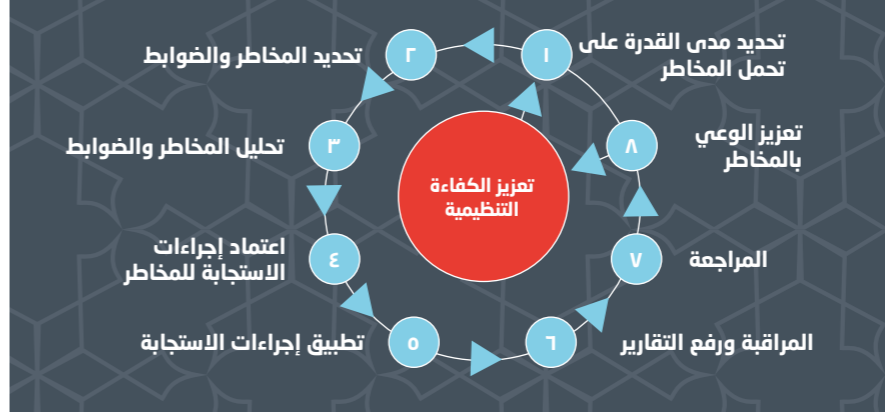 ١
تحديد مدى القدرة على
تحمل المخاطر
٢
تحديد المخاطر والضوابط
٣
تحليل المخاطر والضوابط
٤
اعتماد إجراءات
الاستجابة للمخاطر
٥
تطبيق إجراءات الاستجابة
٦
المراقبة ورفع التقارير
٧
المراجعة
٨
تعزيز الوعي
بالمخاطر
تعزيز الكفاءة
التنظيمية